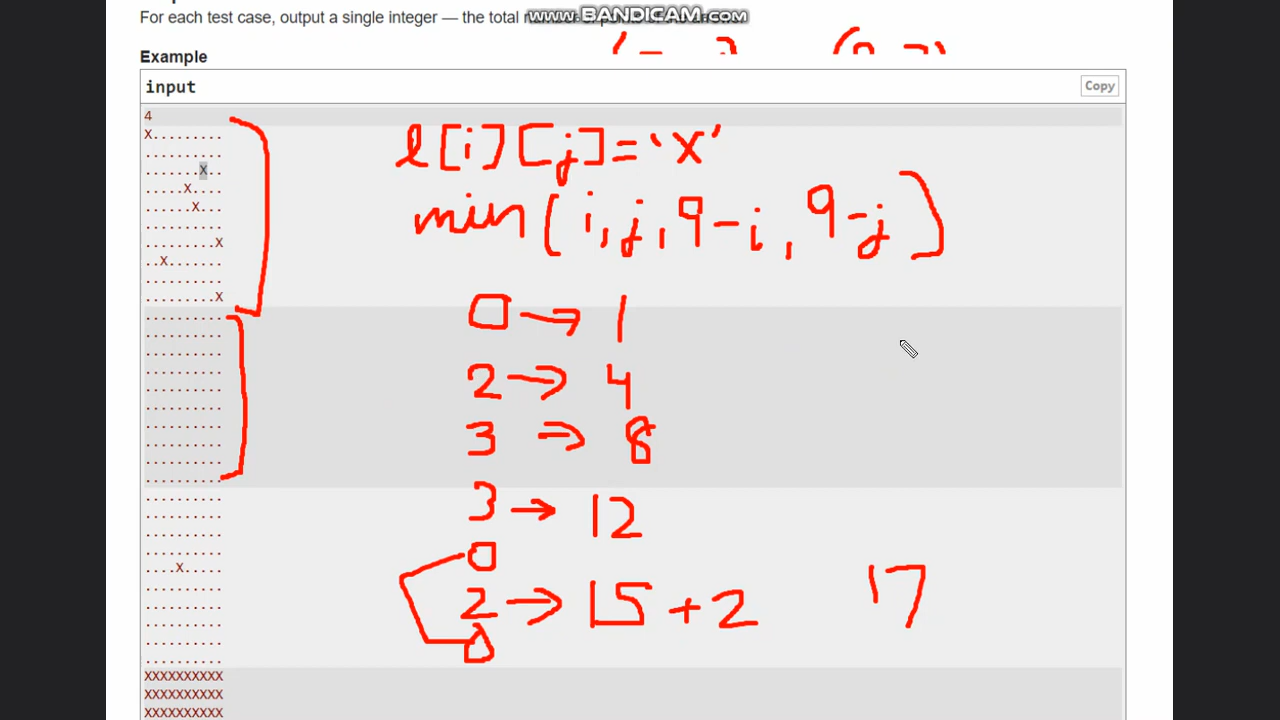 www.BANDICAM.com
For each test case, output a single integer — the total
Example
input
Copy
4
X.........
..........
.......X..
.....X....
......X...
..........
.........X
..X.......
..........
.........X
..........
..........
..........
..........
..........
..........
..........
..........
..........
..........
..........
..........
..........
..........
....X.....
..........
..........
..........
..........
..........
XXXXXXXXXX
XXXXXXXXXX
XXXXXXXXXX
l[i][j]='X'
min(i,j,9-i,9-j)
0→1
2→4
3⇒8
3→12
0
2→15+2 17
0